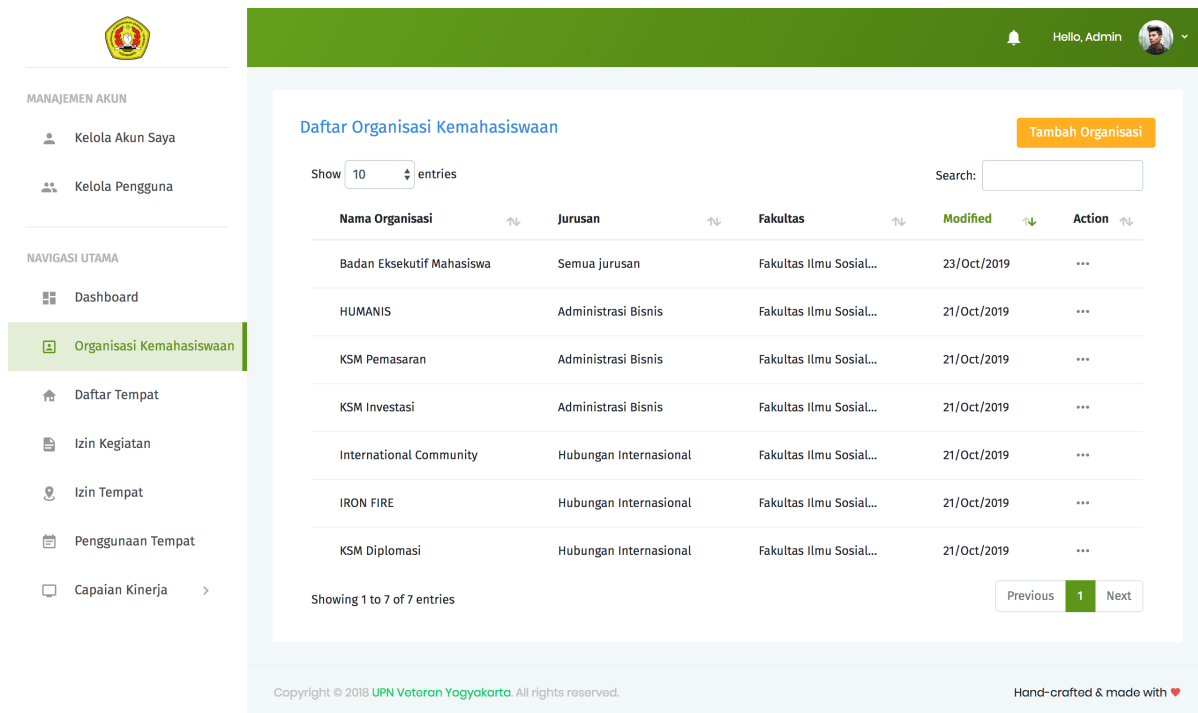 Hello, Admin
MANAJEMEN AKUN
Kelola Akun Saya
Kelola Pengguna
NAVIGASI UTAMA
Dashboard
Organisasi Kemahasiswaan
Daftar Tempat
Izin Kegiatan
Izin Tempat
Penggunaan Tempat
Capaian Kinerja
Daftar Organisasi Kemahasiswaan
Tambah Organisasi
Show 10 entries Search:
Nama Organisasi Jurusan Fakultas Modified Action
Badan Eksekutif Mahasiswa Semua jurusan Fakultas Ilmu Sosial... 23/Oct/2019
HUMANIS Administrasi Bisnis Fakultas Ilmu Sosial... 21/Oct/2019
KSM Pemasaran Administrasi Bisnis Fakultas Ilmu Sosial... 21/Oct/2019
KSM Investasi Administrasi Bisnis Fakultas Ilmu Sosial... 21/Oct/2019
International Community Hubungan Internasional Fakultas Ilmu Sosial... 21/Oct/2019
IRON FIRE Hubungan Internasional Fakultas Ilmu Sosial... 21/Oct/2019
KSM Diplomasi Hubungan Internasional Fakultas Ilmu Sosial... 21/Oct/2019
Showing 1 to 7 of 7 entries Previous 1 Next
Copyright © 2018 UPN Veteran Yogyakarta. All rights reserved. Hand-crafted & made with ♥